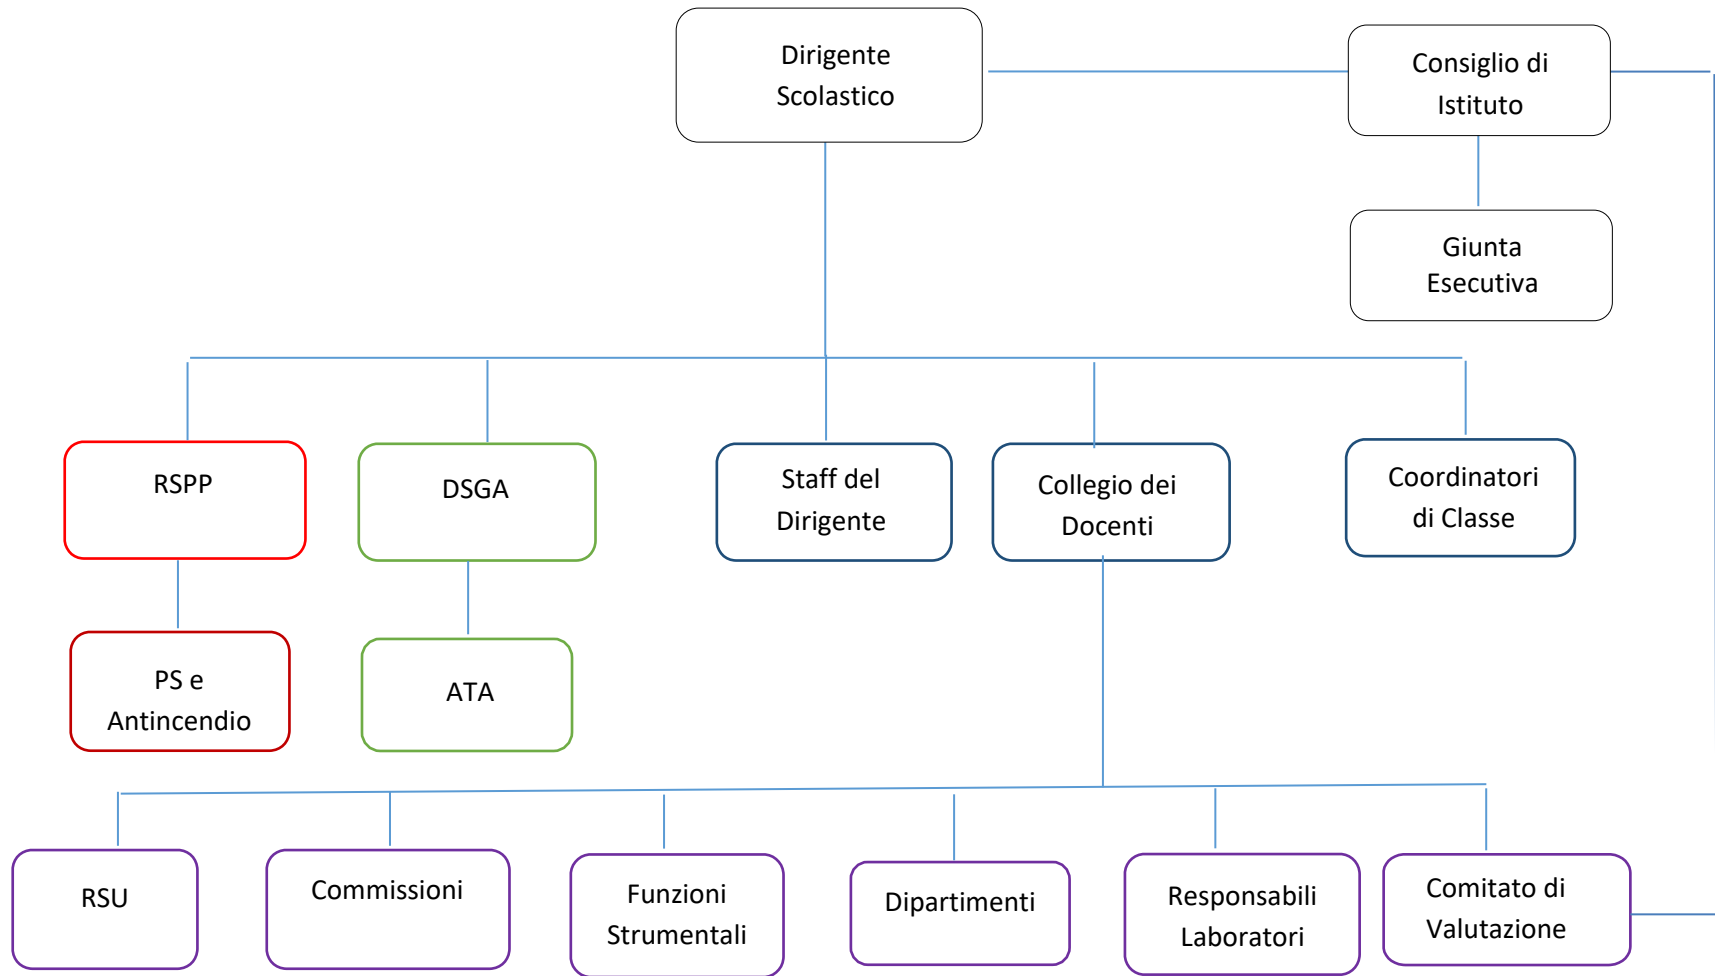 Dirigente
Scolastico
Consiglio di
Istituto
Giunta
Esecutiva
RSPP
DSGA
Staff del
Dirigente
Collegio dei
Docenti
Coordinatori
di Classe
PS e
Antincendio
ATA
RSU
Commissioni
Funzioni
Strumentali
Dipartimenti
Responsabili
Laboratori
Comitato di
Valutazione